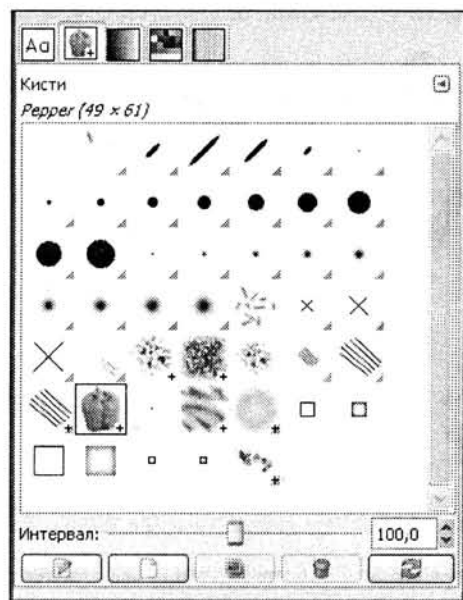 Aa
Кисти
Pepper (49 × 61)
Интервал: 100,0